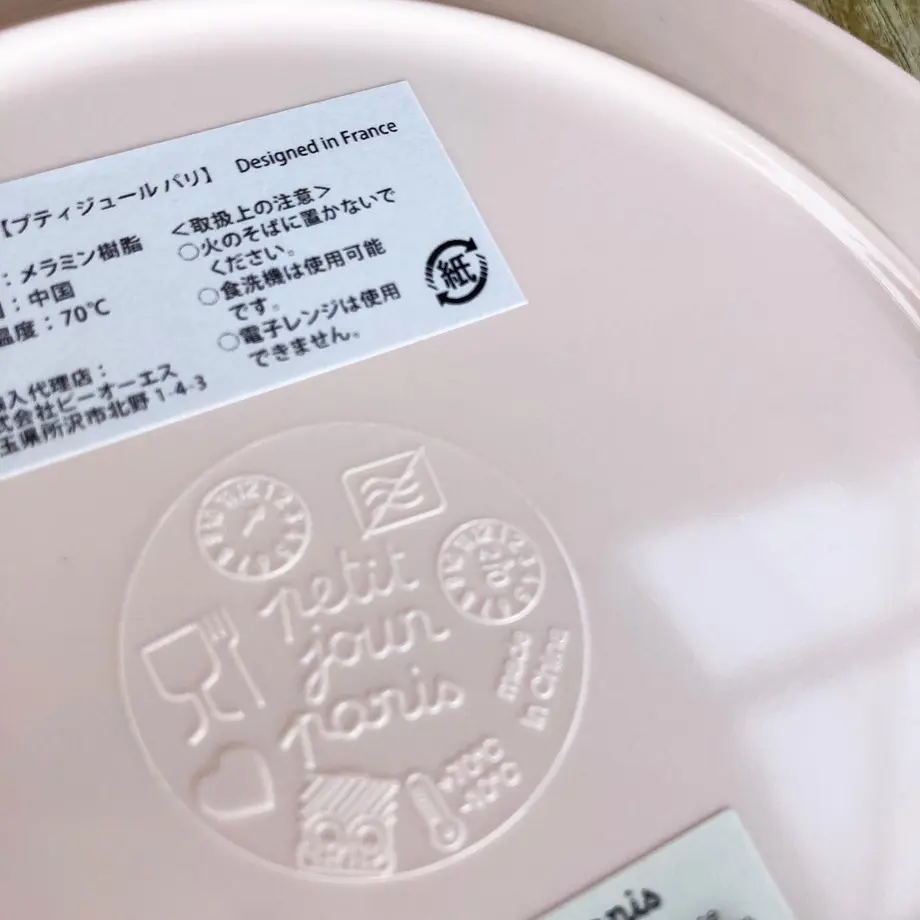 【プティジュール パリ】 Designed in France
：メラミン樹脂
：中国
温度：70℃
入代理店：
式会社ビーオーエス
玉県所沢市北野 1-4-3
＜取扱上の注意＞
○火のそばに置かないで
ください。
○食洗機は使用可能
です。
○電子レンジは使用
できません。
紙
petit
jour
paris
made
in China
+70°C
-10°C